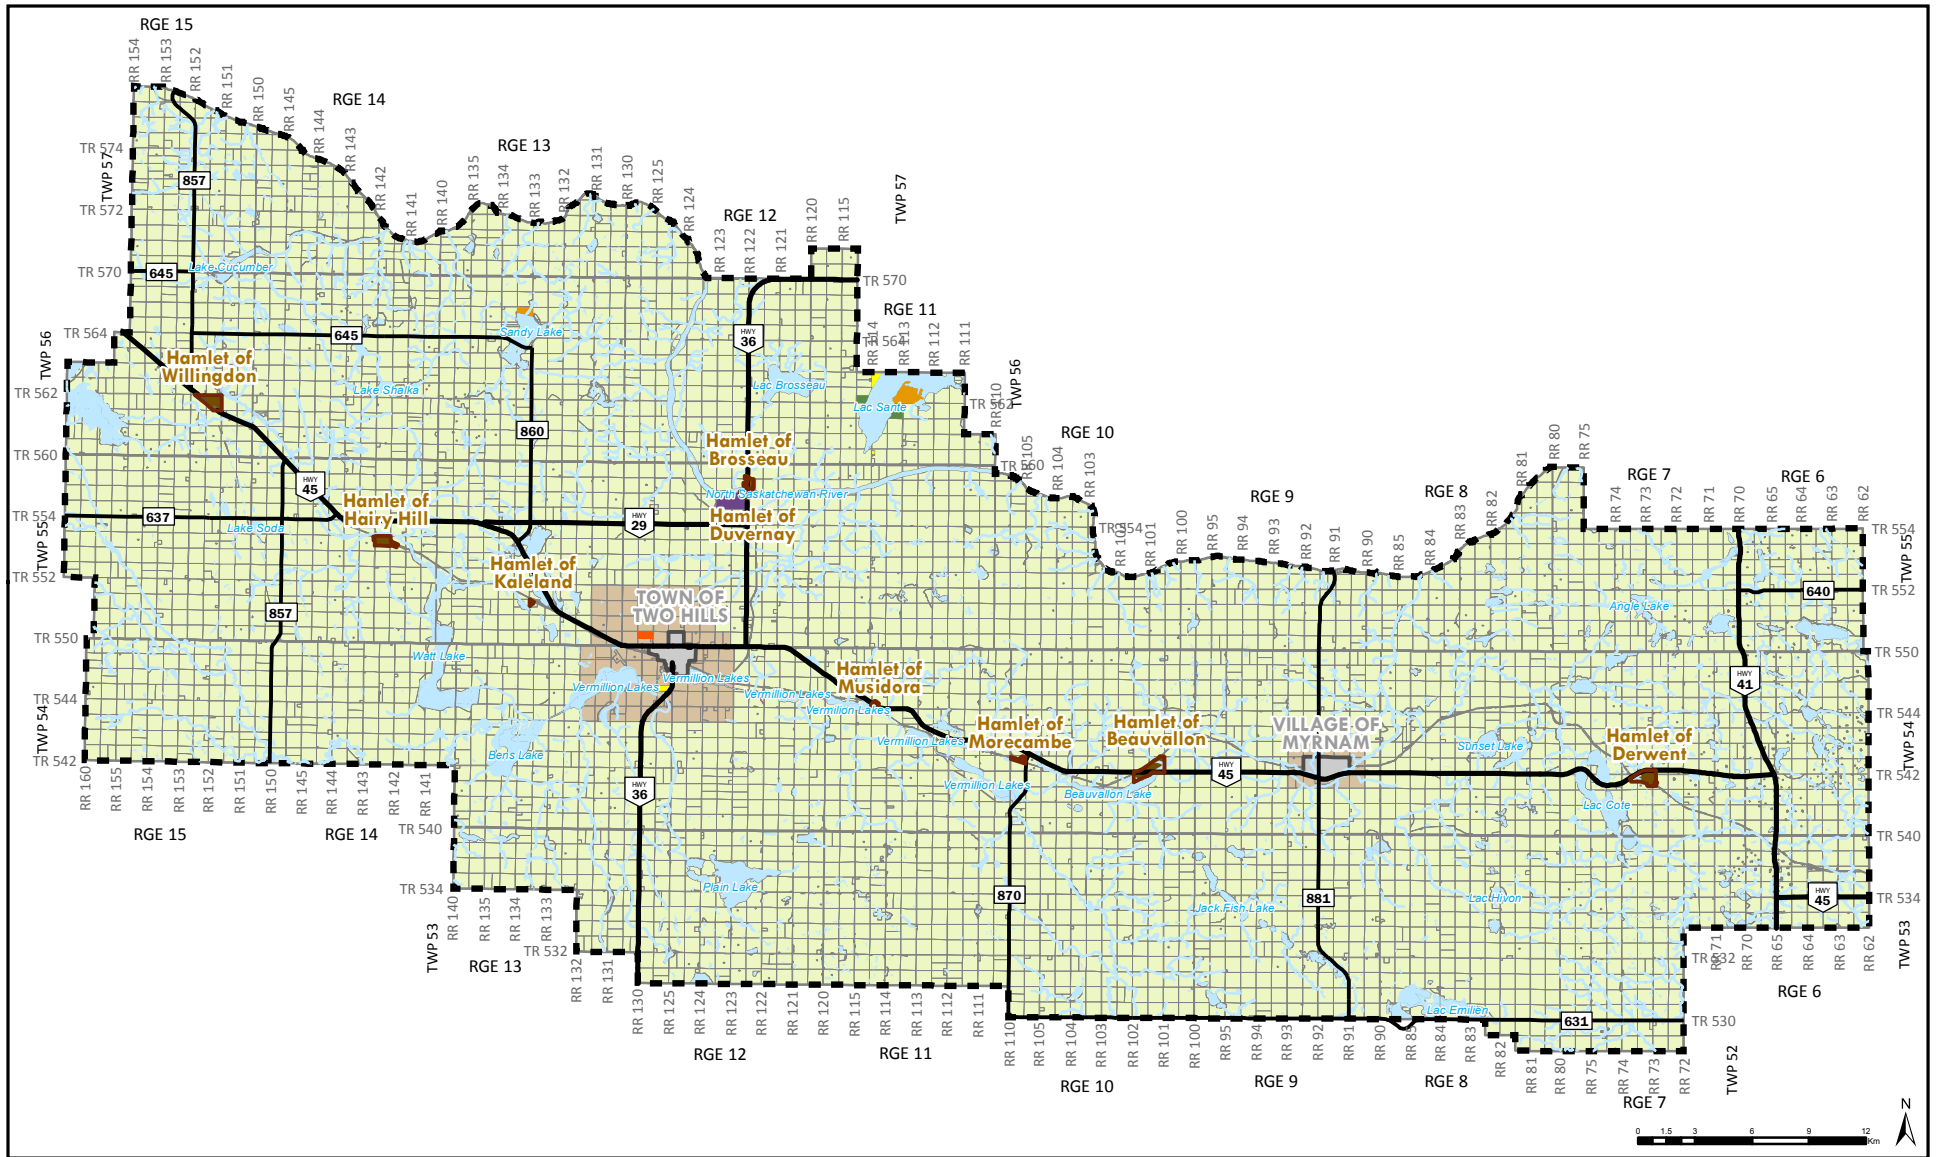 RGE 15
RR 154
RR 153
RR 152
RR 151
RR 150
RR 145
RR 144
RR 143
RR 142
RR 141
RR 140
RR 135
RR 134
RR 133
RR 132
RR 131
RR 130
RR 125
RR 124
RR 123
RR 122
RR 121
RR 120
RR 115
RGE 14
RGE 13
RGE 12
TWP 57
TR 574
TWP 57
857
TR 572
TR 570
645
Lake Cucumber
TR 570
RGE 11
RR 114
RR 113
RR 112
RR 111
TR 564
TR 564
645
Sandy Lake
HWY
36
TWP 56
TWP 56
Hamlet of
Willingdon
TR 562
Lake Shalka
Lac Brosseau
Lac Sante
TR 562
RR 110
RGE 10
RR 105
RR 104
RR 103
860
Hamlet of
Brosseau
TR 560
TR 560
RR 80
RR 75
RR 81
RR 82
RR 83
RR 84
RGE 7
RGE 6
RGE 9
RGE 8
HWY
45
Hamlet of
Hairy Hill
North Saskatchewan River
RR 74
RR 73
RR 72
RR 71
RR 70
RR 65
RR 64
RR 63
RR 62
TR 554
637
Lake Soda
HWY
29
Hamlet of
Duvernay
TR 554
RR 102
RR 101
RR 100
RR 95
RR 94
RR 93
RR 92
RR 91
RR 90
RR 85
TR 554
TWP 55
TWP 55
TR 552
Hamlet of
Kaleland
TOWN OF
TWO HILLS
857
Angle Lake
640
TR 552
TR 550
Watt Lake
TR 550
Vermillion Lakes
Vermillion Lakes
Vermillion Lakes
Vermilion Lakes
Hamlet of
Musidora
HWY
41
TR 544
TR 544
TWP 54
TWP 54
Vermillion Lakes
Hamlet of
Morecambe
Hamlet of
Beauvallon
VILLAGE OF
MYRNAM
Sunset Lake
Hamlet of
Derwent
Bens Lake
TR 542
TR 542
HWY
45
Vermillion Lakes
Beauvallon Lake
Lac Cote
RR 160
RR 155
RR 154
RR 153
RR 152
RR 151
RR 150
RR 145
RR 144
RR 143
RR 142
RR 141
HWY
36
RGE 15
RGE 14
TR 540
TR 540
TR 534
Plain Lake
870
Jack Fish Lake
881
Lac Hivon
HWY
45
TR 534
RR 140
RR 135
RR 134
RR 133
TWP 53
RGE 13
TR 532
RR 132
RR 131
RR 71
RR 70
RR 65
RR 64
RR 63
RR 62
TR 532
TWP 53
RGE 6
RR 130
RR 125
RR 124
RR 123
RR 122
RR 121
RR 120
RR 115
RR 114
RR 113
RR 112
RR 111
Lac Emilien
631
TR 530
RR 110
RR 105
RR 104
RR 103
RR 102
RR 101
RR 100
RR 95
RR 94
RR 93
RR 92
RR 91
RR 90
RR 85
RR 84
RR 83
RR 82
RR 81
RR 80
RR 75
RR 74
RR 73
RR 72
TWP 52
RGE 12
RGE 11
RGE 10
RGE 9
RGE 8
RGE 7
N
0 1.5 3 6 9 12
Km